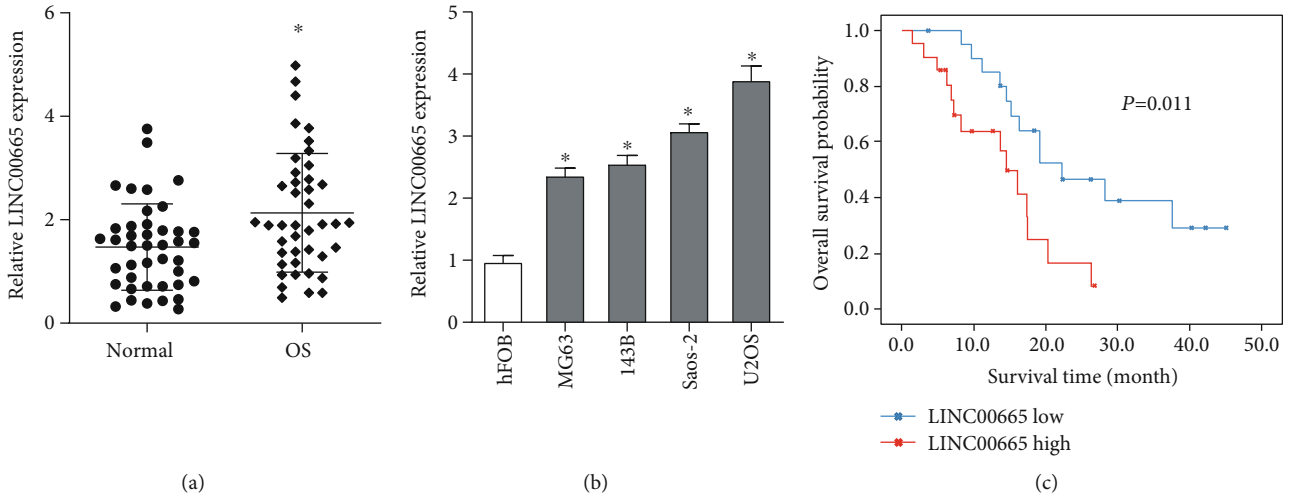 Relative LINC00665 expression
6
4
2
0
*
Normal
OS
(a)
Relative LINC00665 expression
5
4
3
2
1
0
*
*
*
*
hFOB
MG63
143B
Saos-2
U2OS
(b)
Overall survival probability
1.0
0.8
0.6
0.4
0.2
0.0
P=0.011
0.0 10.0 20.0 30.0 40.0 50.0
Survival time (month)
LINC00665 low
LINC00665 high
(c)